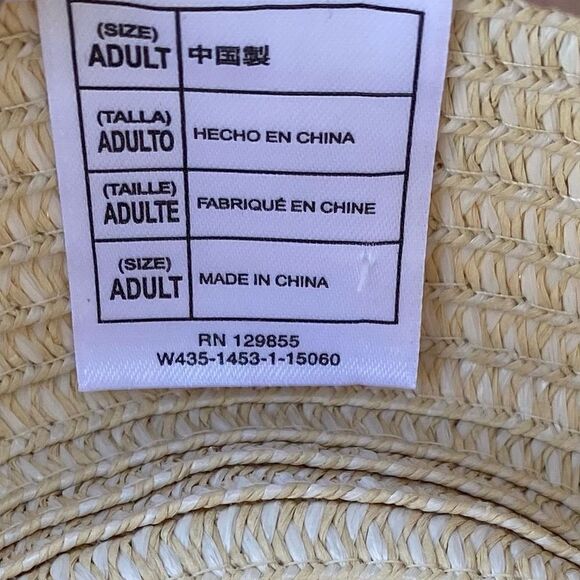 (SIZE)
ADULT
中国製
(TALLA)
ADULTO
HECHO EN CHINA
(TAILLE)
ADULTE
FABRIQUÉ EN CHINE
(SIZE)
ADULT
MADE IN CHINA
RN 129855
W435-1453-1-15060